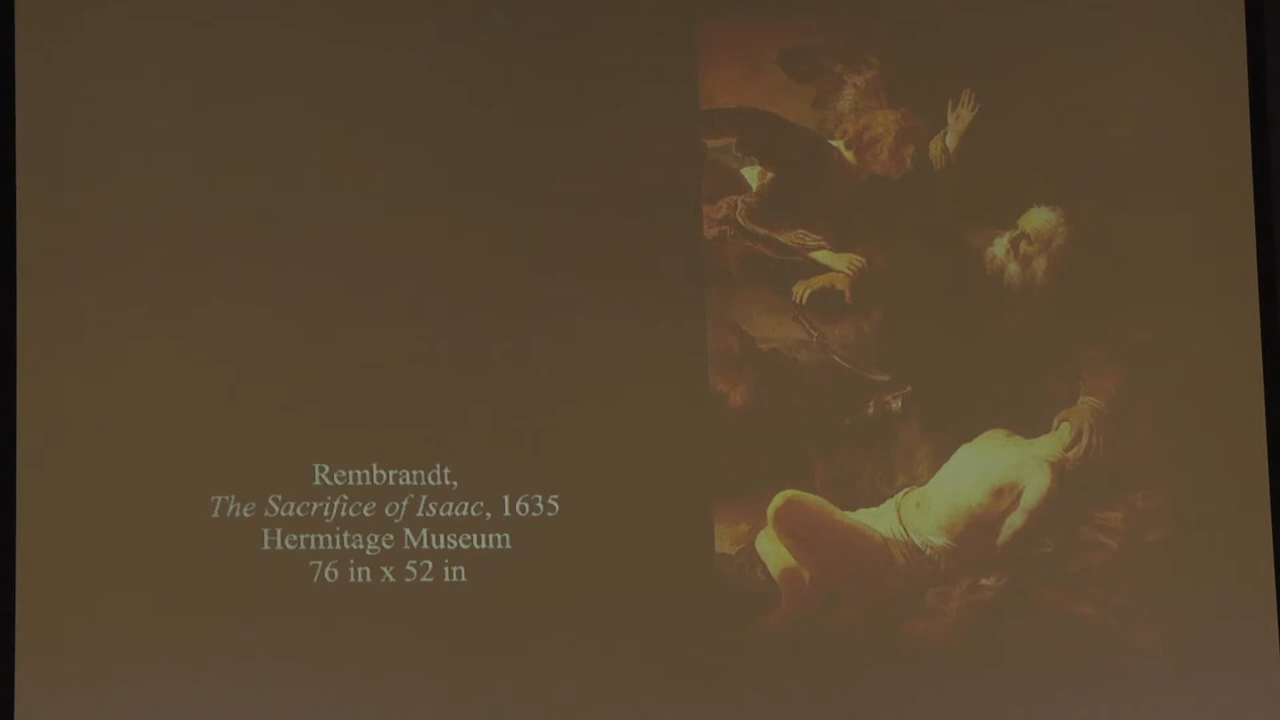 Rembrandt,
The Sacrifice of Isaac, 1635
Hermitage Museum
76 in x 52 in